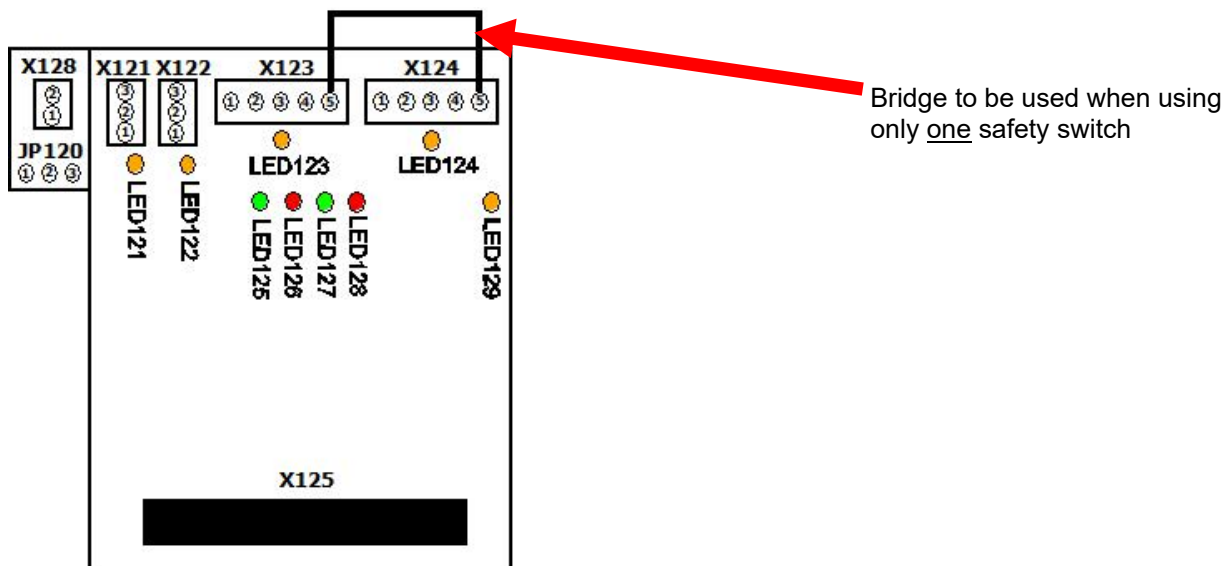 X128 X121 X122 X123 X124
② ③ ③ ① ② ③ ④ ⑤ ① ② ③ ④ ⑤
① ② ②
① ①
JP120
① ② ③
LED123 LED124
LED121 LED122
LED125 LED126 LED127 LED128 LED129
X125
Bridge to be used when using
only one safety switch